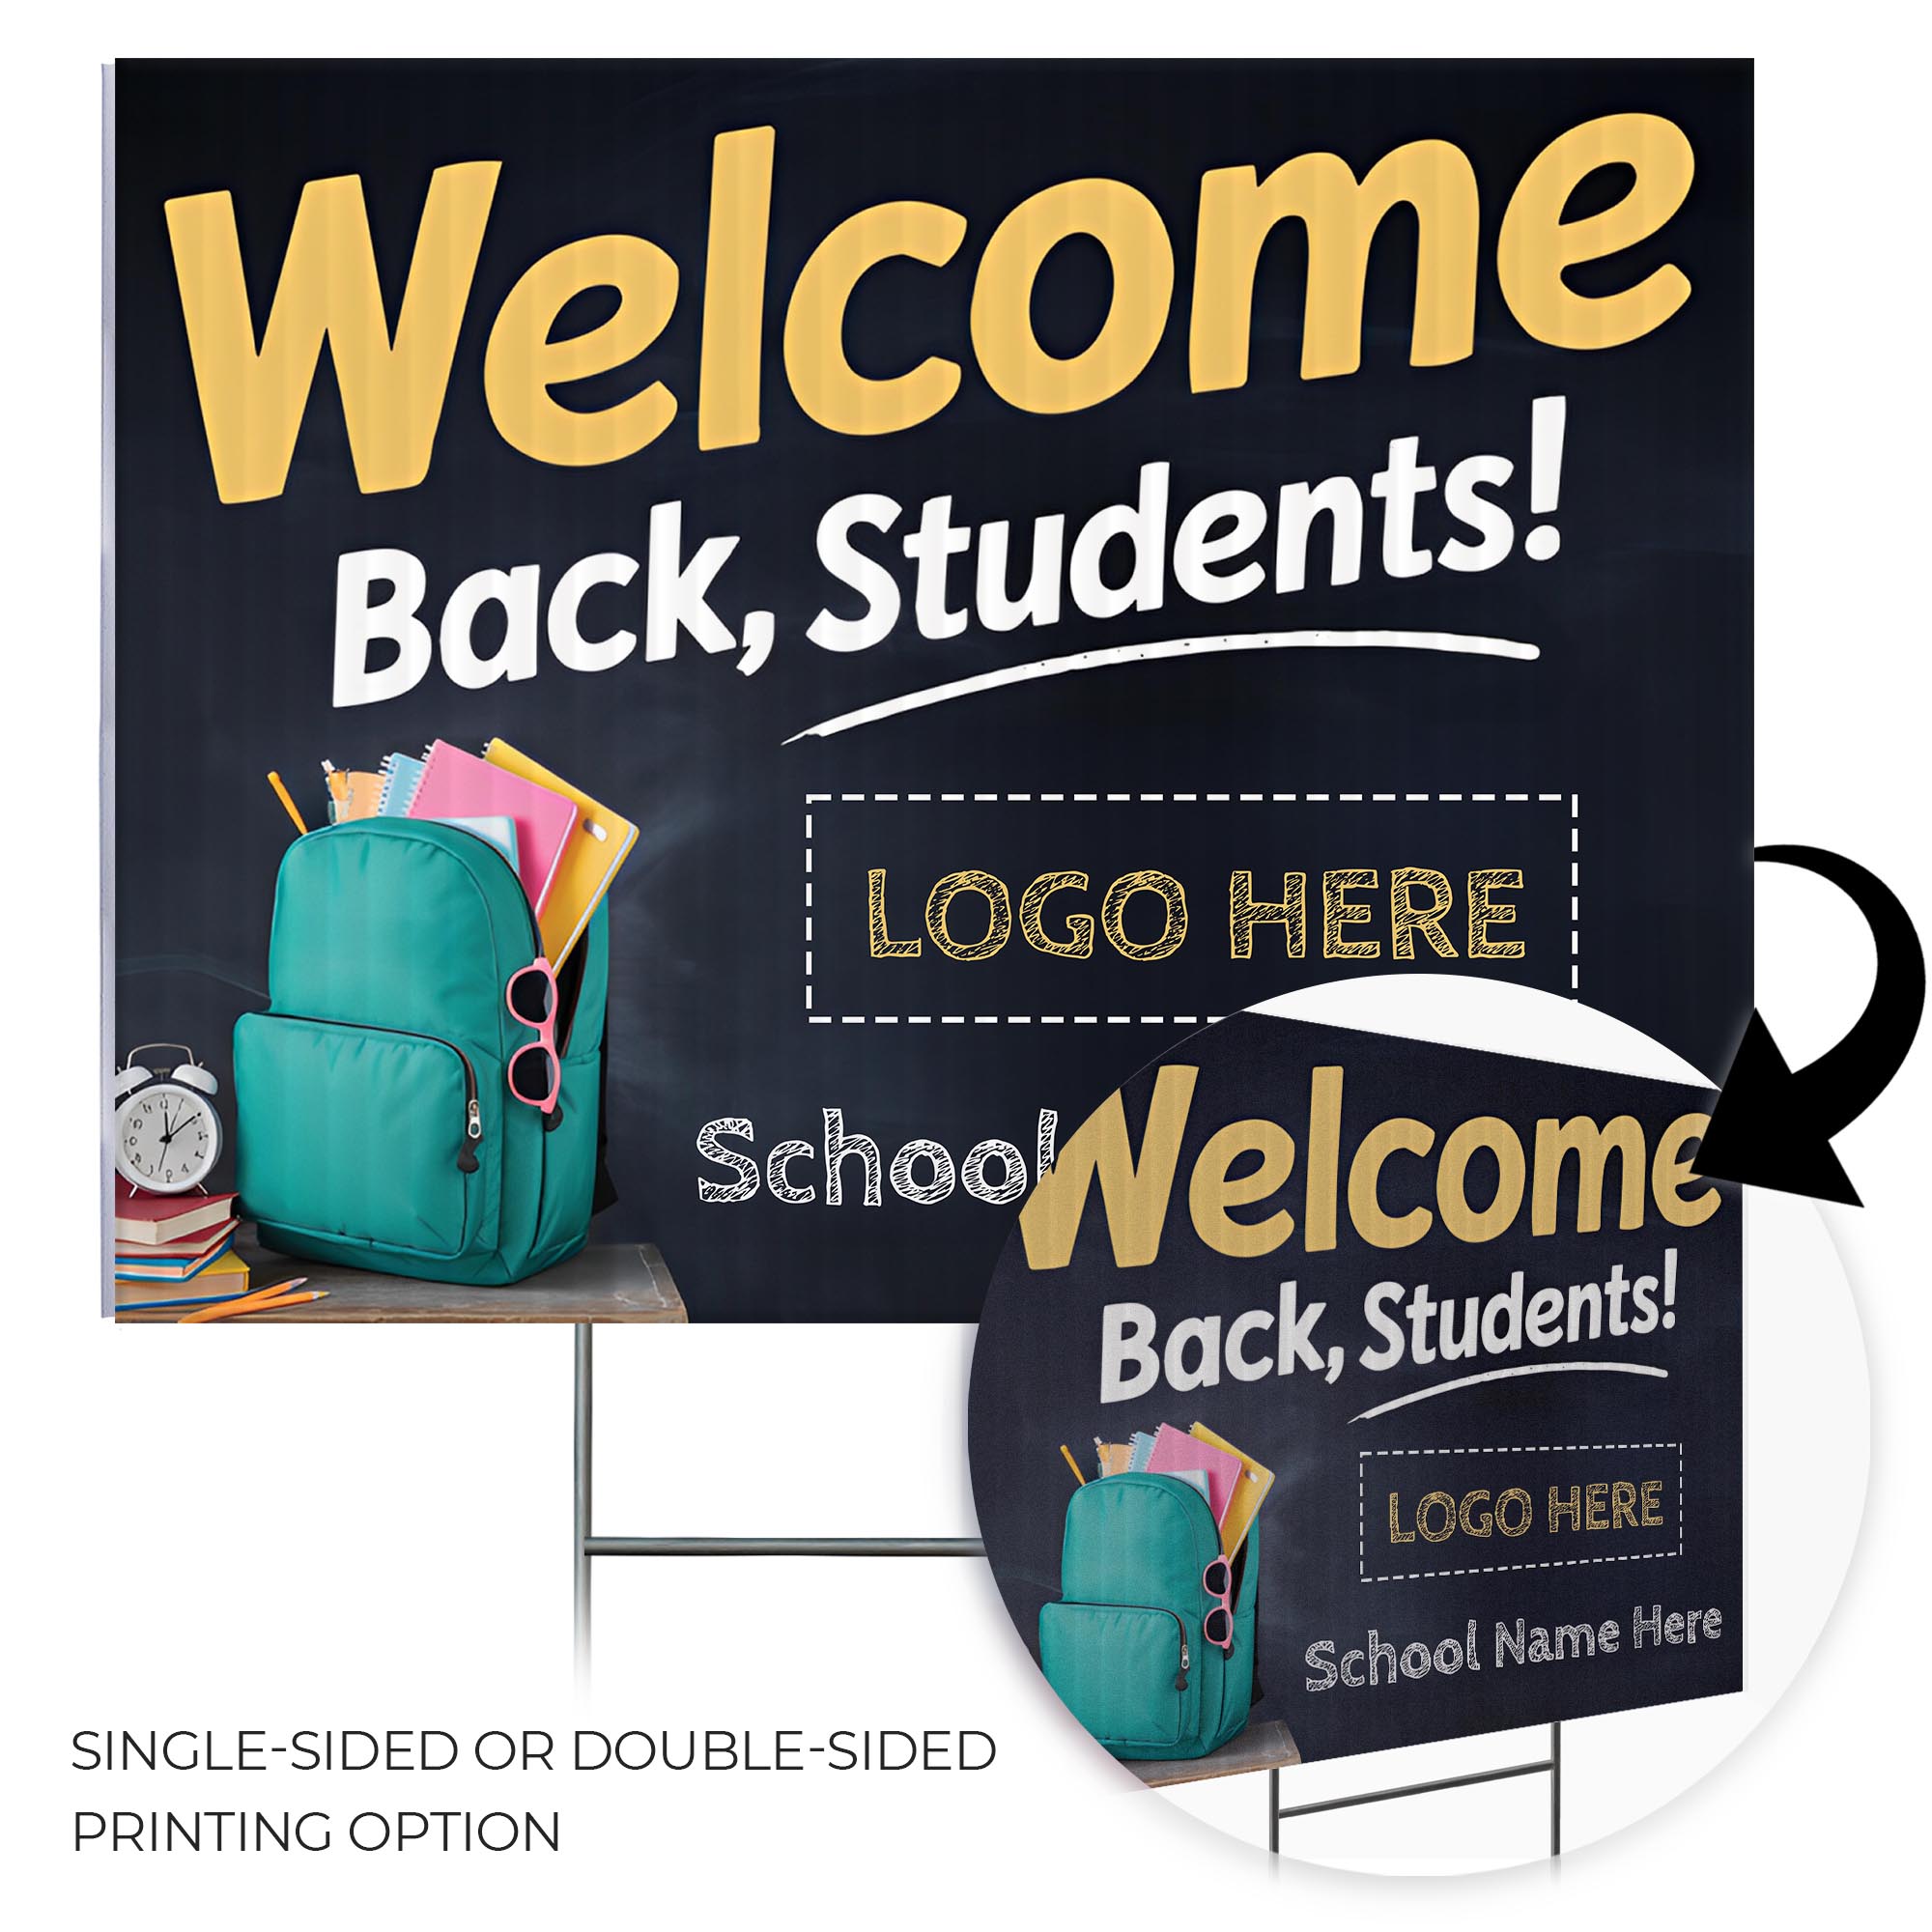 Welcome
Back, Students!
LOGO HERE
School
Welcome
Back, Students!
LOGO HERE
School Name Here
SINGLE-SIDED OR DOUBLE-SIDED
PRINTING OPTION